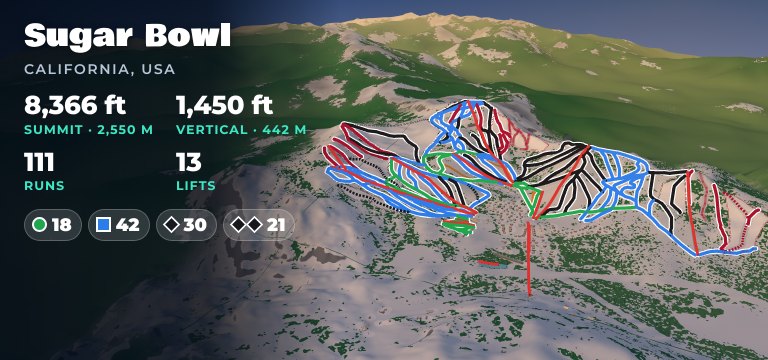 Sugar Bowl
CALIFORNIA, USA
8,366 ft 1,450 ft
SUMMIT · 2,550 M VERTICAL · 442 M
111 13
RUNS LIFTS
18 42 30 21